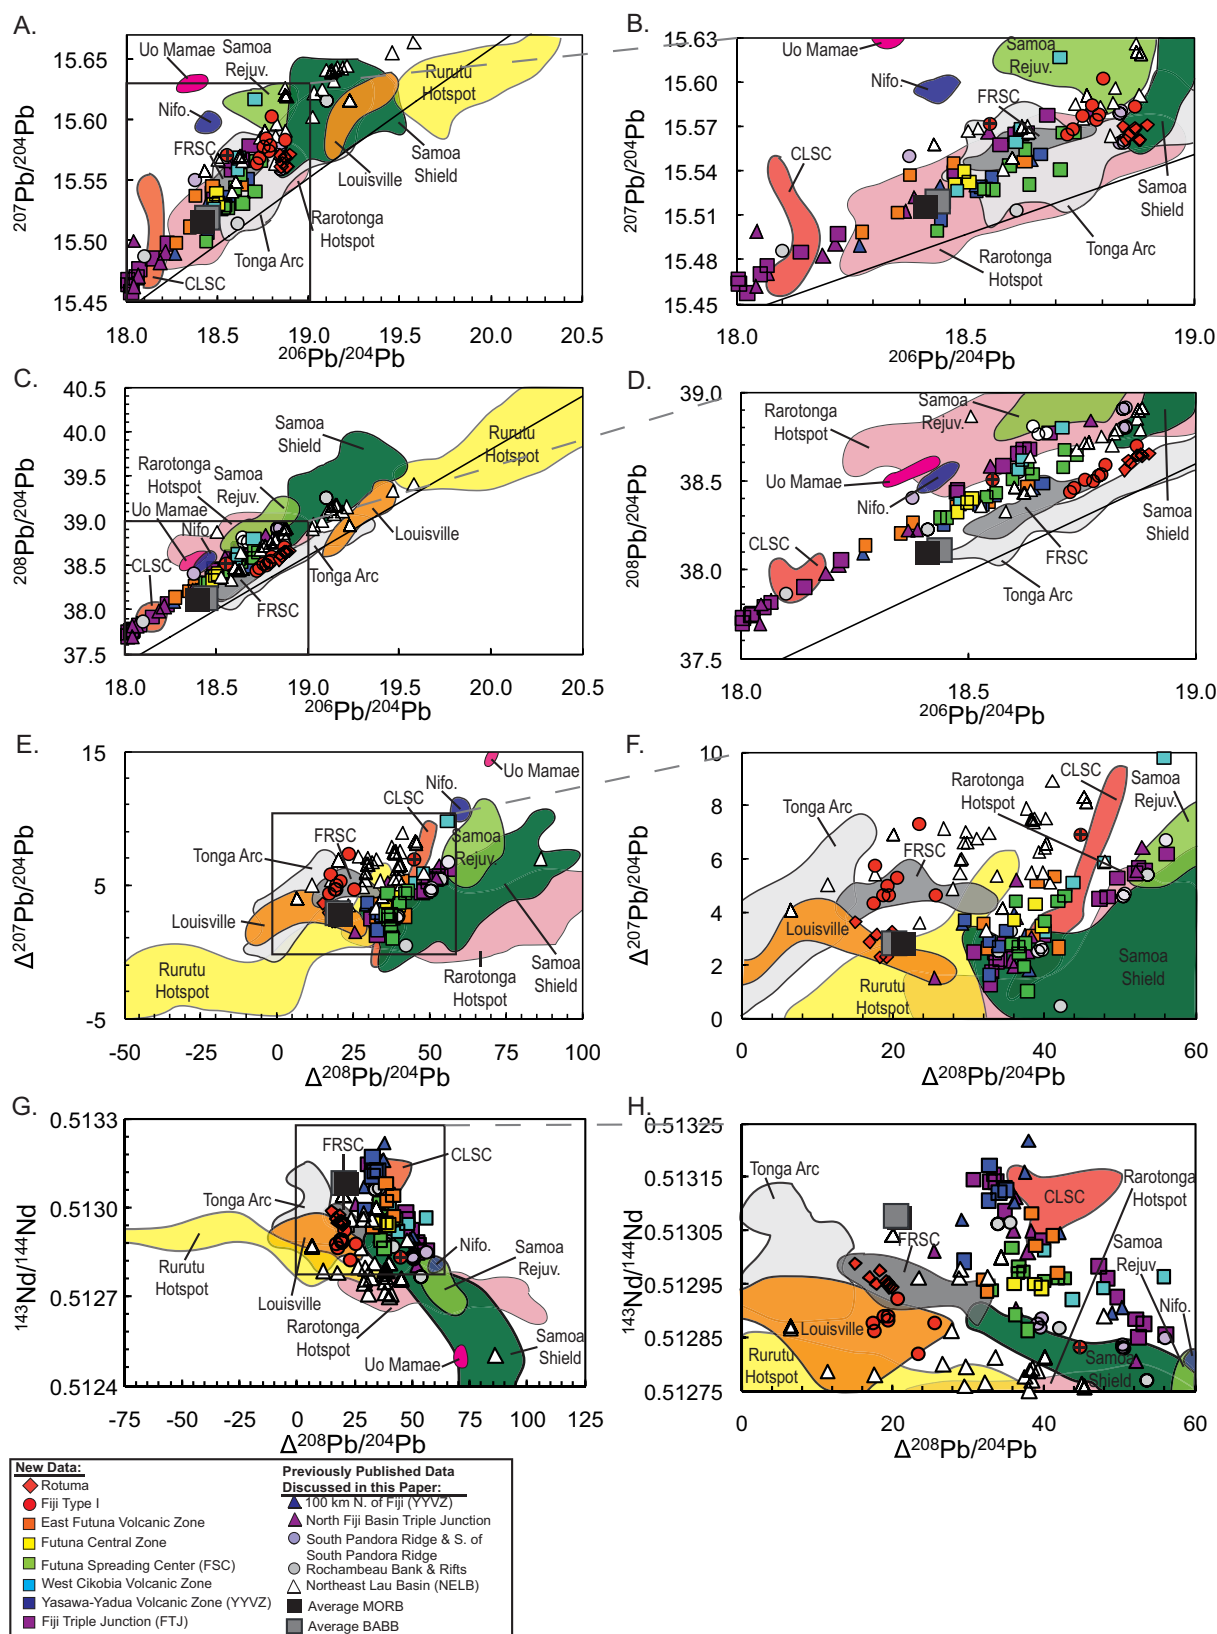 A.
15.65
15.60
15.55
15.50
15.45
207Pb/204Pb
18.0 18.5 19.0 19.5 20.0 20.5
206Pb/204Pb
Uo Mamae
Samoa
Rejuv.
Nifo.
FRSC
Rurutu
Hotspot
Samoa
Shield
Louisville
Rarotonga
Hotspot
Tonga Arc
CLSC
B.
15.63
15.60
15.57
15.54
15.51
15.48
15.45
207Pb/204Pb
18.0 18.5 19.0
206Pb/204Pb
Uo Mamae
Samoa
Rejuv.
Nifo.
FRSC
CLSC
Samoa
Shield
Tonga Arc
Rarotonga
Hotspot
C.
40.5
40.0
39.5
39.0
38.5
38.0
37.5
208Pb/204Pb
18.0 18.5 19.0 19.5 20.0 20.5
206Pb/204Pb
Samoa
Shield
Rurutu
Hotspot
Rarotonga
Hotspot
Samoa
Rejuv.
Uo Mamae
Nifo.
CLSC
Louisville
Tonga Arc
FRSC
D.
39.0
38.5
38.0
37.5
208Pb/204Pb
18.0 18.5 19.0
206Pb/204Pb
Rarotonga
Hotspot
Samoa
Rejuv.
Uo Mamae
Nifo.
CLSC
Samoa
Shield
FRSC
Tonga Arc
E.
15
5
-5
Δ207Pb/204Pb
-50 -25 0 25 50 75 100
Δ208Pb/204Pb
Uo Mamae
Nifo.
CLSC
FRSC
Samoa
Rejuv.
Tonga Arc
Louisville
Rurutu
Hotspot
Rarotonga
Hotspot
Samoa
Shield
F.
10
8
6
4
2
0
Δ207Pb/204Pb
0 20 40 60
Δ208Pb/204Pb
CLSC
Rarotonga
Hotspot
Samoa
Rejuv.
Tonga Arc
FRSC
Louisville
Rurutu
Hotspot
Samoa
Shield
G.
0.5133
0.5130
0.5127
0.5124
143Nd/144Nd
-75 -50 -25 0 25 50 75 100 125
Δ208Pb/204Pb
FRSC
CLSC
Tonga Arc
Nifo.
Rurutu
Hotspot
Louisville
Samoa
Rejuv.
Rarotonga
Hotspot
Uo Mamae
Samoa
Shield
H.
0.51325
0.51315
0.51305
0.51295
0.51285
0.51275
143Nd/144Nd
0 20 40 60
Δ208Pb/204Pb
Tonga Arc
Rarotonga
Hotspot
CLSC
FRSC
Samoa
Rejuv.
Nifo.
Louisville
Rurutu
Hotspot
Samoa
Shield
New Data:
Rotuma
Fiji Type I
East Futuna Volcanic Zone
Futuna Central Zone
Futuna Spreading Center (FSC)
West Cikobia Volcanic Zone
Yasawa-Yadua Volcanic Zone (YYVZ)
Fiji Triple Junction (FTJ)
Previously Published Data
Discussed in this Paper:
100 km N. of Fiji (YYVZ)
North Fiji Basin Triple Junction
South Pandora Ridge & S. of
South Pandora Ridge
Rochambeau Bank & Rifts
Northeast Lau Basin (NELB)
Average MORB
Average BABB